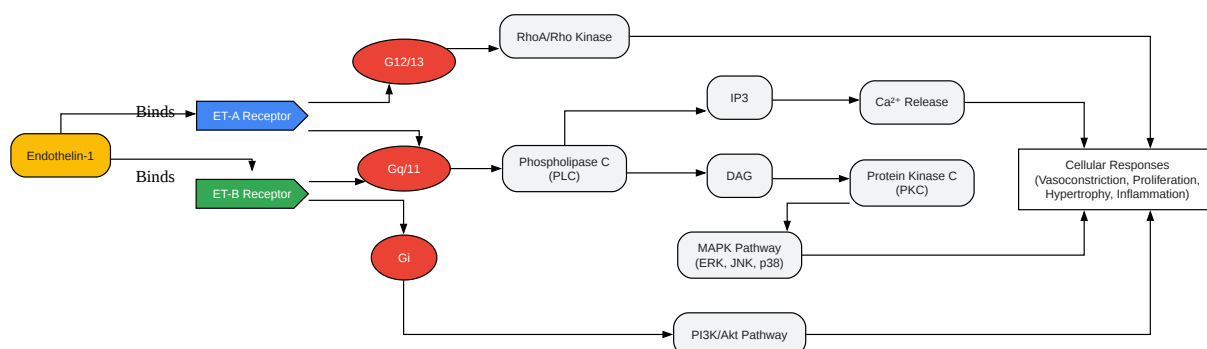 RhoA/Rho Kinase
G12/13
IP3
Ca²⁺ Release
Binds
ET-A Receptor
Endothelin-1
Gq/11
Phospholipase C
(PLC)
DAG
Protein Kinase C
(PKC)
Cellular Responses
(Vasoconstriction, Proliferation,
Hypertrophy, Inflammation)
Binds
ET-B Receptor
Gi
MAPK Pathway
(ERK, JNK, p38)
PI3K/Akt Pathway